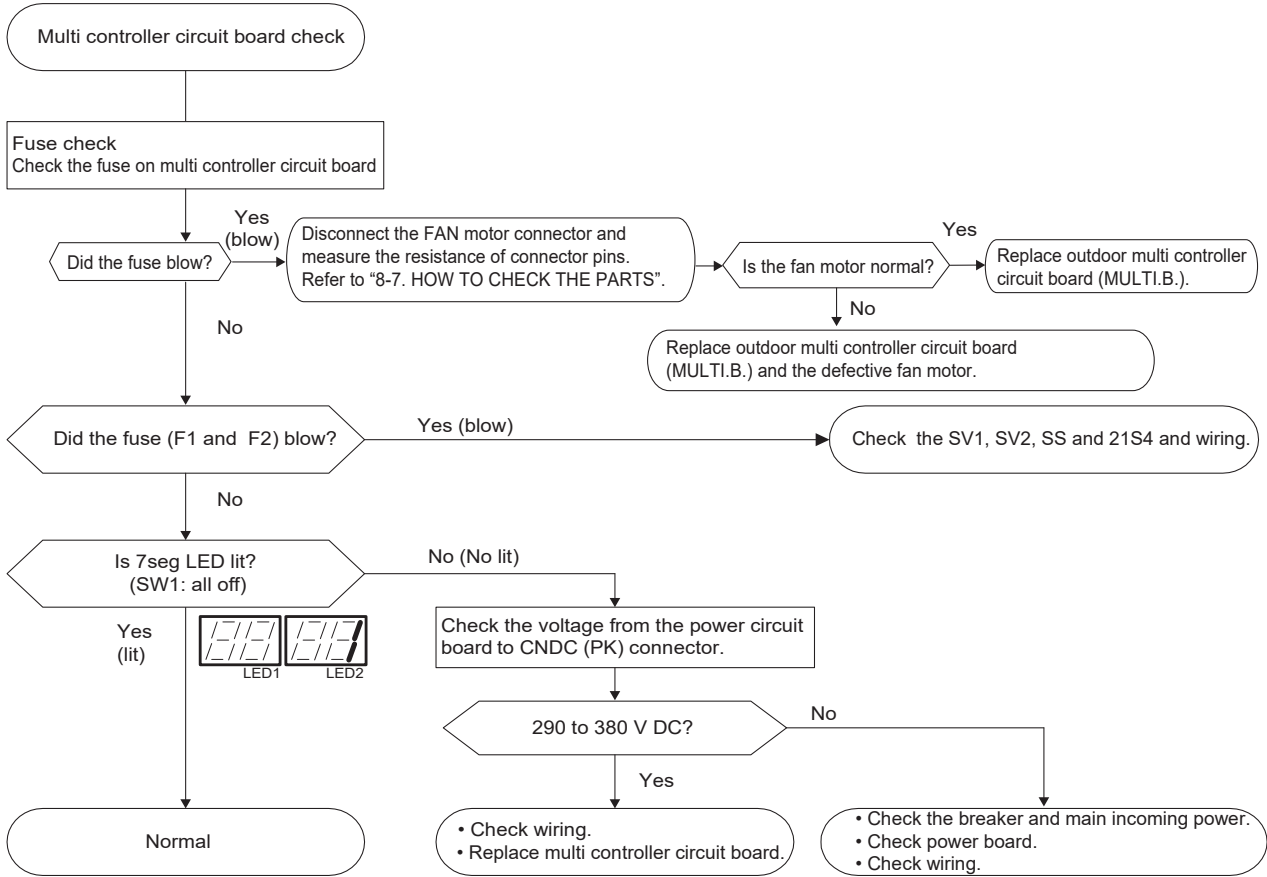 Multi controller circuit board check
Fuse check
Check the fuse on multi controller circuit board
Did the fuse blow?
Yes
(blow)
Disconnect the FAN motor connector and
measure the resistance of connector pins.
Refer to “8-7. HOW TO CHECK THE PARTS”.
Is the fan motor normal?
Yes
Replace outdoor multi controller
circuit board (MULTI.B.).
No
Replace outdoor multi controller circuit board
(MULTI.B.) and the defective fan motor.
No
Did the fuse (F1 and F2) blow?
Yes (blow)
Check the SV1, SV2, SS and 21S4 and wiring.
No
Is 7seg LED lit?
(SW1: all off)
No (No lit)
Yes
(lit)
LED1
LED2
Check the voltage from the power circuit
board to CNDC (PK) connector.
290 to 380 V DC?
No
Yes
Normal
• Check wiring.
• Replace multi controller circuit board.
• Check the breaker and main incoming power.
• Check power board.
• Check wiring.